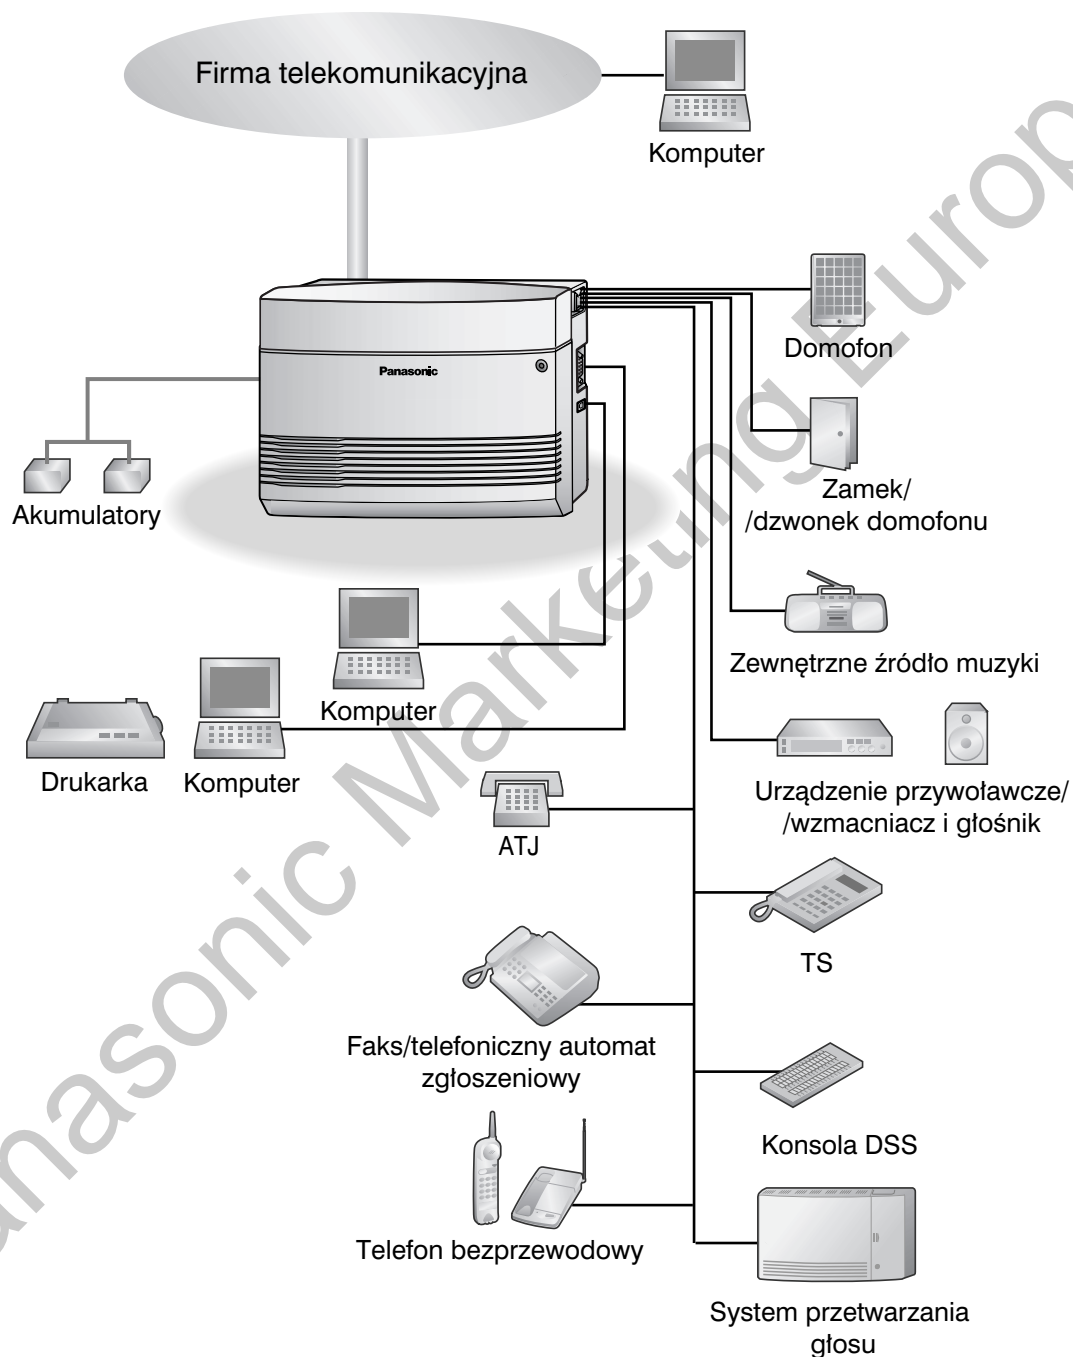 Firma telekomunikacyjna
Komputer
Domofon
Panasonic
Zamek/
/dzwonek domofonu
Akumulatory
Zewnętrzne źródło muzyki
Komputer
Drukarka
Komputer
Urządzenie przywoławcze/
/wzmacniacz i głośnik
ATJ
TS
Faks/telefoniczny automat
zgłoszeniowy
Konsola DSS
Telefon bezprzewodowy
System przetwarzania
głosu
Panasonic Marketing Europ